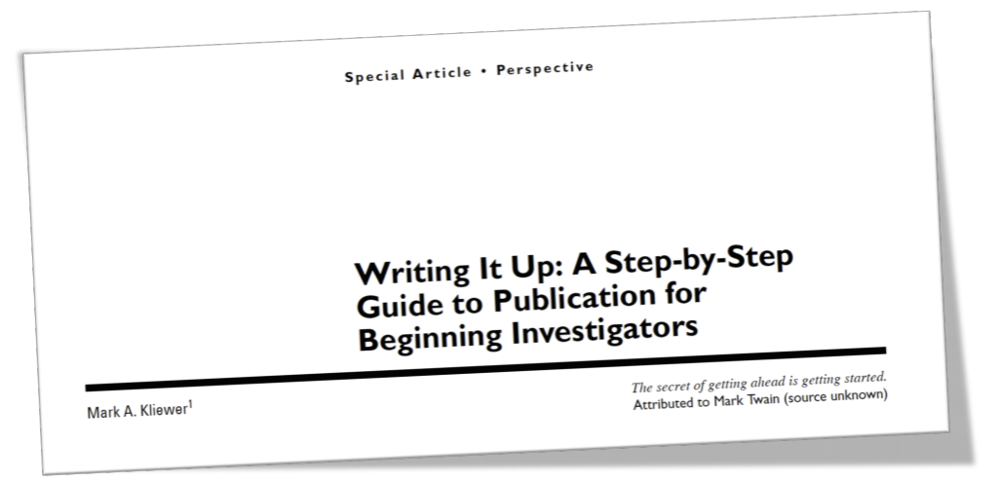 Special Article • Perspective
Writing It Up: A Step-by-Step
Guide to Publication for
Beginning Investigators
Mark A. Kliewer¹
The secret of getting ahead is getting started.
Attributed to Mark Twain (source unknown)